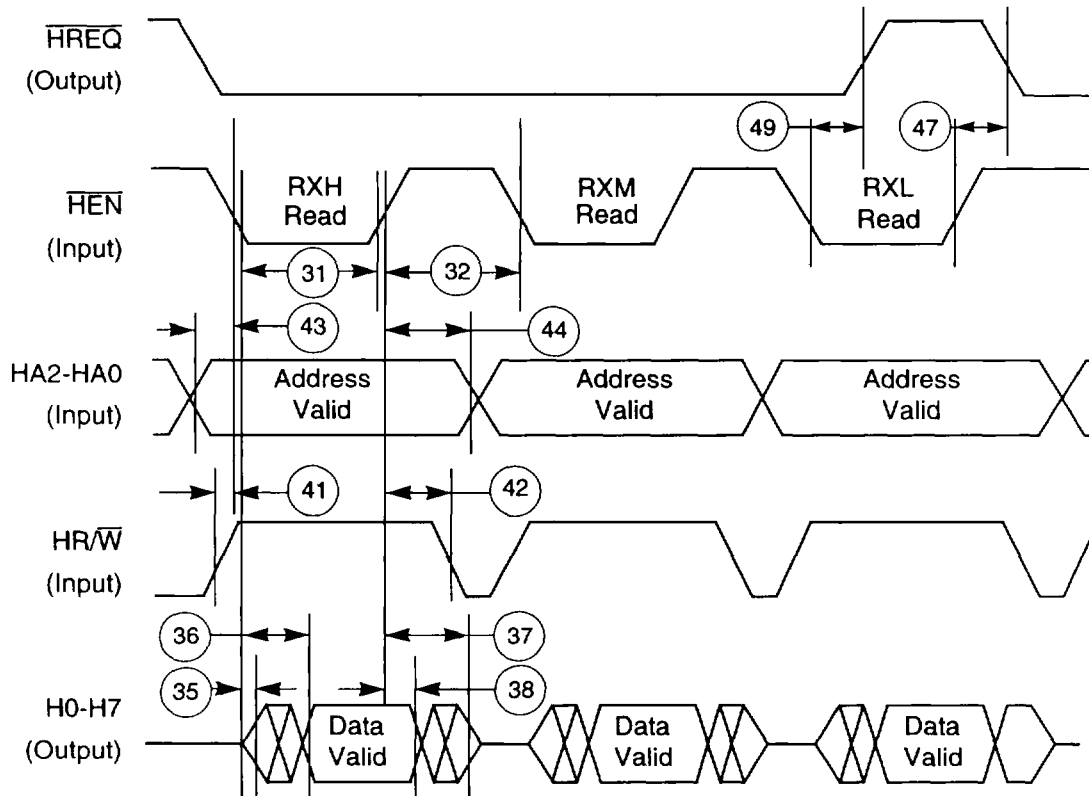 HREQ
(Output)
49
47
HEN
(Input)
RXH
Read
RXM
Read
RXL
Read
31
32
43
44
HA2-HA0
(Input)
Address
Valid
Address
Valid
Address
Valid
41
42
HR/W
(Input)
36
37
35
38
H0-H7
(Output)
Data
Valid
Data
Valid
Data
Valid